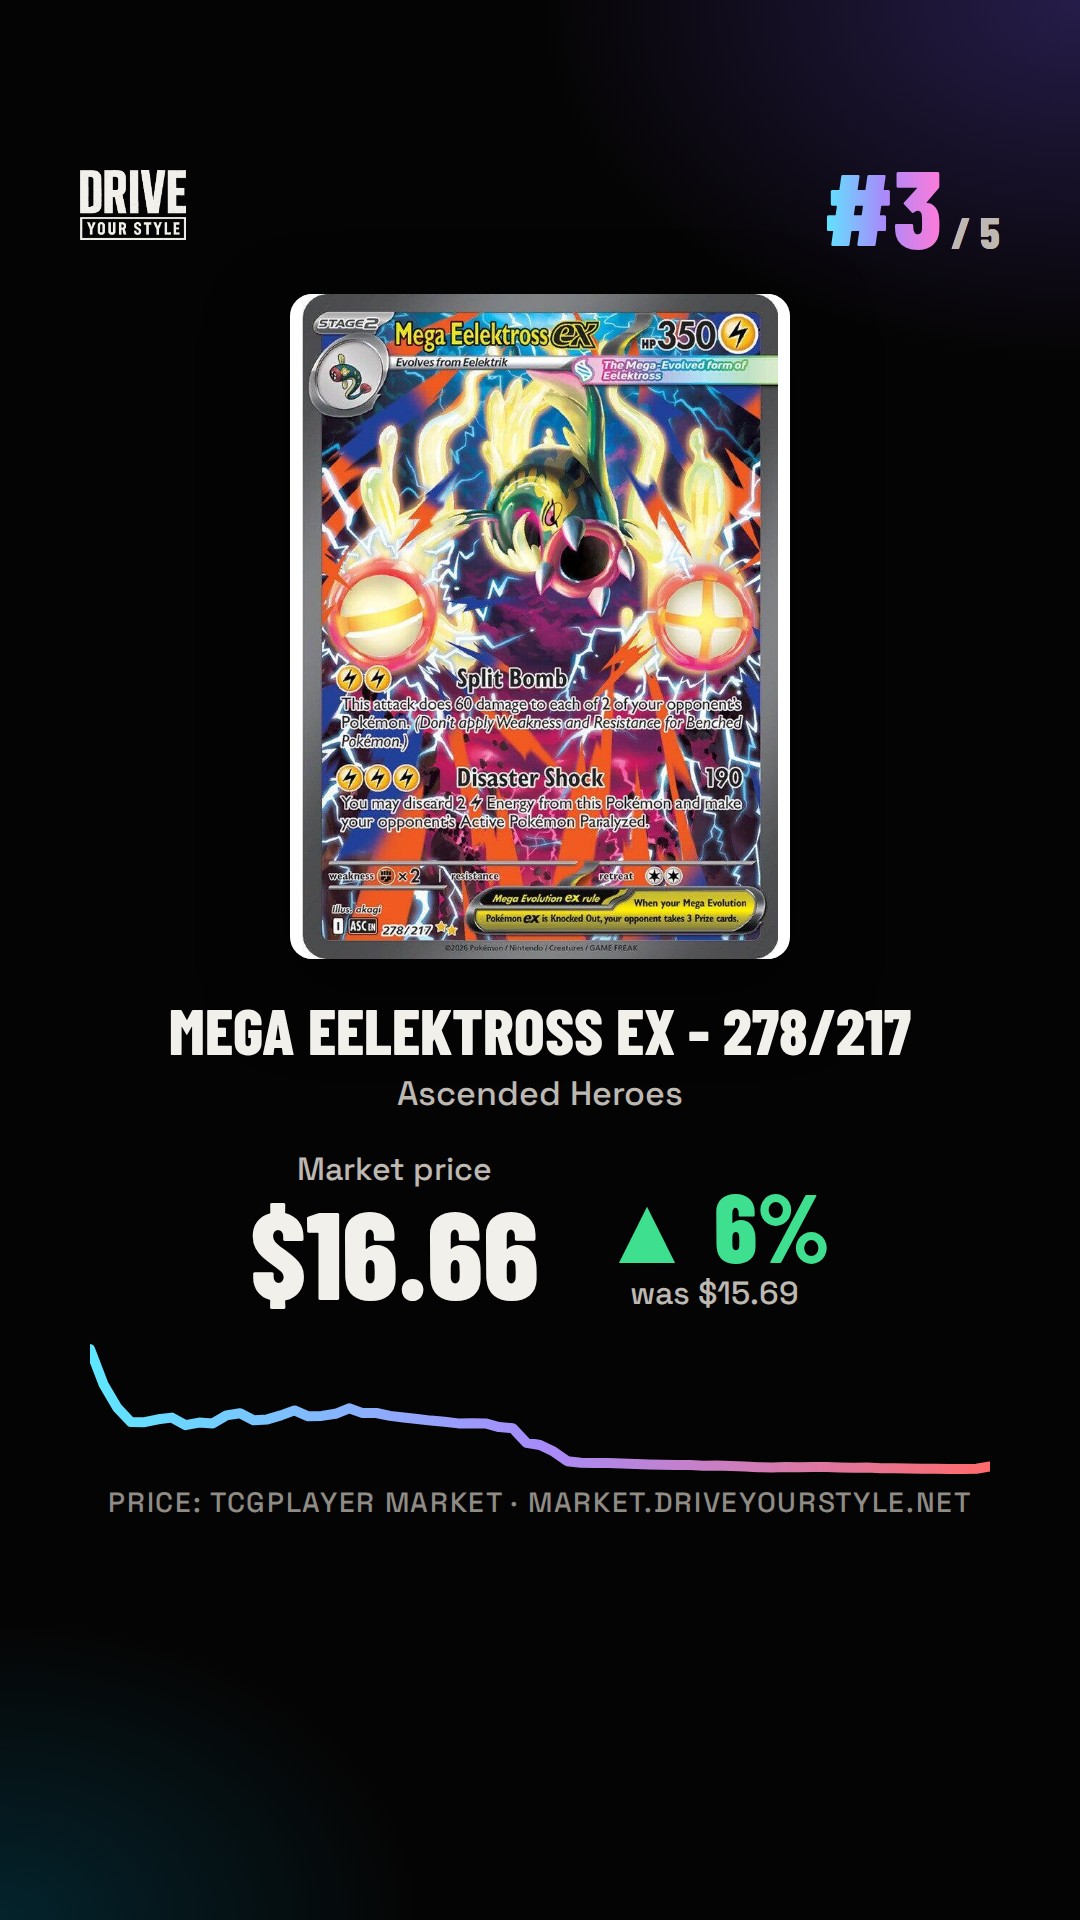 DRIVE
YOUR STYLE
#3 / 5
STAGE2
Mega Eelektross ex
HP 350
Evolves from Eelektrik
The Mega-Evolved form of
Eelektross
Split Bomb
This attack does 60 damage to each of 2 of your opponent's
Pokémon. (Don't apply Weakness and Resistance for Benched
Pokémon.)
Disaster Shock 190
You may discard 2 Energy from this Pokémon and make
your opponent's Active Pokémon Paralyzed.
weakness ×2 resistance retreat
Mega Evolution ex rule When your Mega Evolution
Pokémon ex is Knocked Out, your opponent takes 3 Prize cards.
Illus. akagi
I ASC EN 278/217
©2026 Pokémon / Nintendo / Creatures / GAME FREAK
MEGA EELEKTROSS EX - 278/217
Ascended Heroes
Market price
$16.66
▲ 6%
was $15.69
PRICE: TCGPLAYER MARKET · MARKET.DRIVEYOURSTYLE.NET